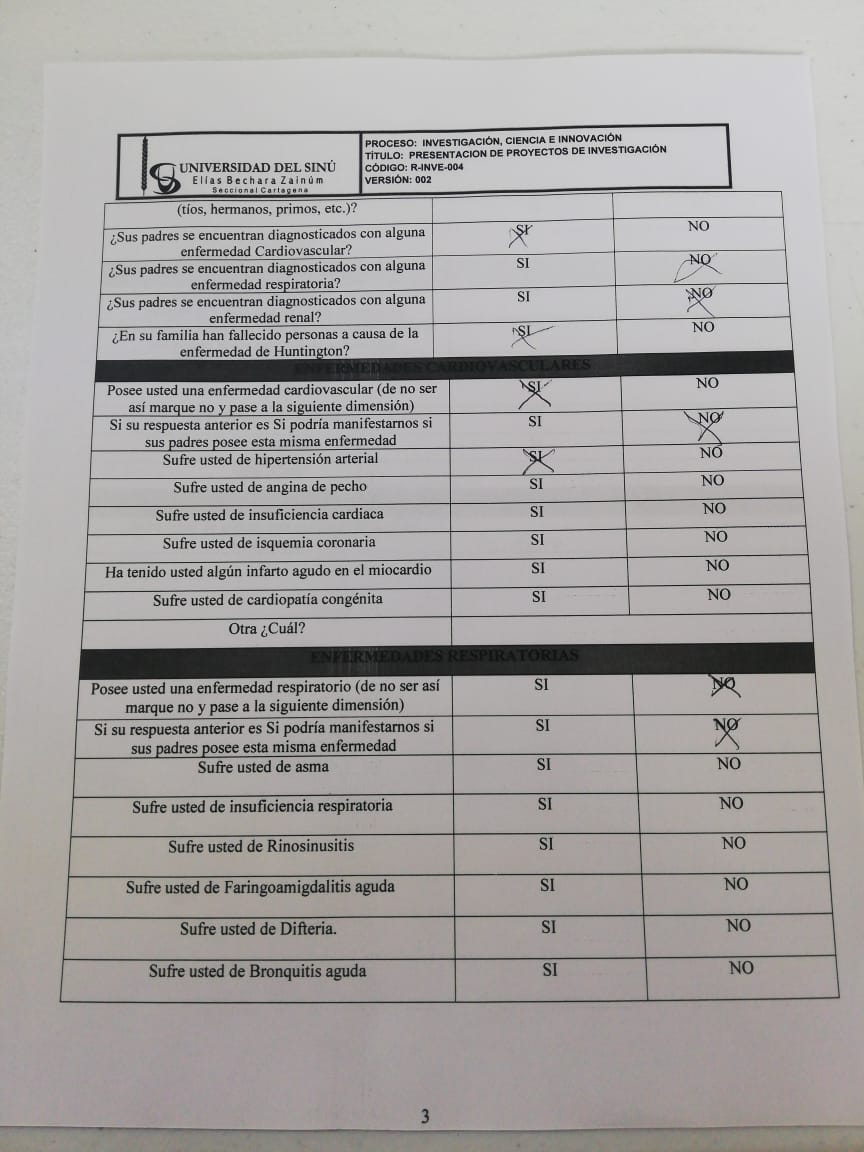 UNIVERSIDAD DEL SINÚ
Elías Bechara Zainúm
Seccional Cartagena
PROCESO: INVESTIGACIÓN, CIENCIA E INNOVACIÓN
TÍTULO: PRESENTACION DE PROYECTOS DE INVESTIGACIÓN
CÓDIGO: R-INVE-004
VERSIÓN: 002
(tíos, hermanos, primos, etc.)?
¿Sus padres se encuentran diagnosticados con alguna
enfermedad Cardiovascular?
SI
NO
¿Sus padres se encuentran diagnosticados con alguna
enfermedad respiratoria?
SI
NO
¿Sus padres se encuentran diagnosticados con alguna
enfermedad renal?
SI
NO
¿En su familia han fallecido personas a causa de la
enfermedad de Huntington?
SI
NO
ENFERMEDADES CARDIOVASCULARES
Posee usted una enfermedad cardiovascular (de no ser
así marque no y pase a la siguiente dimensión)
SI
NO
Si su respuesta anterior es Si podría manifestarnos si
sus padres posee esta misma enfermedad
SI
NO
Sufre usted de hipertensión arterial
SI
NO
Sufre usted de angina de pecho
SI
NO
Sufre usted de insuficiencia cardiaca
SI
NO
Sufre usted de isquemia coronaria
SI
NO
Ha tenido usted algún infarto agudo en el miocardio
SI
NO
Sufre usted de cardiopatía congénita
SI
NO
Otra ¿Cuál?
ENFERMEDADES RESPIRATORIAS
Posee usted una enfermedad respiratorio (de no ser así
marque no y pase a la siguiente dimensión)
SI
NO
Si su respuesta anterior es Si podría manifestarnos si
sus padres posee esta misma enfermedad
SI
NO
Sufre usted de asma
SI
NO
Sufre usted de insuficiencia respiratoria
SI
NO
Sufre usted de Rinosinusitis
SI
NO
Sufre usted de Faringoamigdalitis aguda
SI
NO
Sufre usted de Difteria.
SI
NO
Sufre usted de Bronquitis aguda
SI
NO
3